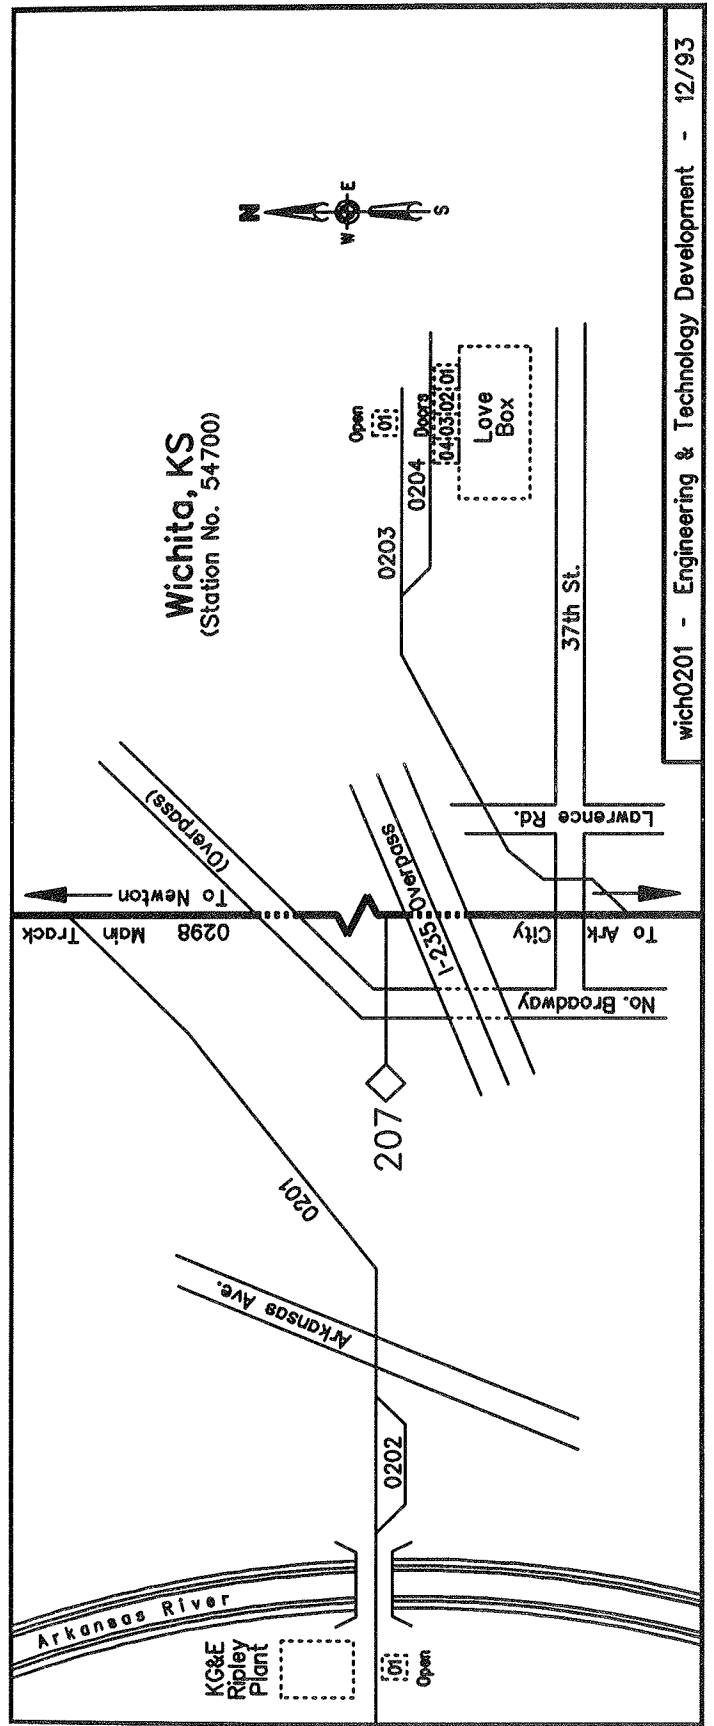 Wichita, KS
(Station No. 54700)
N
W
E
S
KG&E
Ripley
Plant
Arkansas River
01
Open
0202
Arkansas Ave.
0201
207
0298 Main Track
To Newton
(Overpass)
I-235 Overpass
No. Broadway
To Ark City
Lawrence Rd.
37th St.
0203
0204
Open
01
Doors
04 03 02 01
Love
Box
wich0201 - Engineering & Technology Development - 12/93